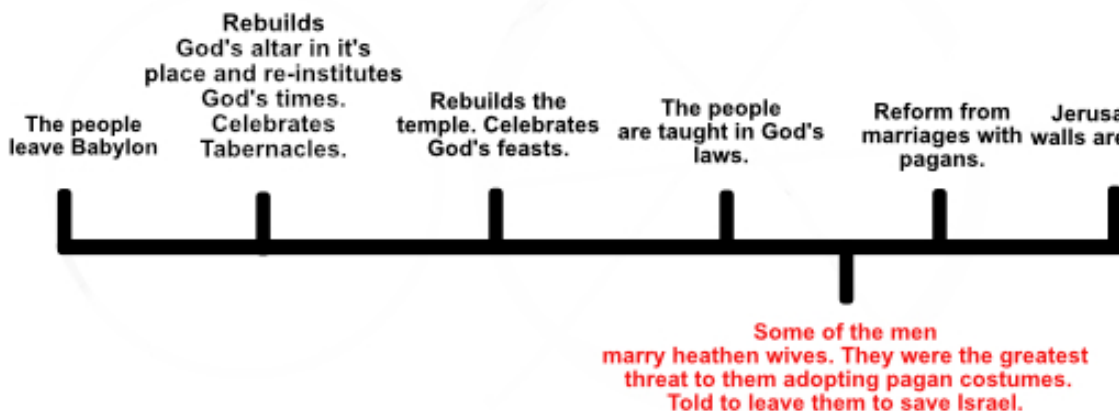 The people
leave Babylon
Rebuilds
God's altar in it's
place and re-institutes
God's times.
Celebrates
Tabernacles.
Rebuilds the
temple. Celebrates
God's feasts.
The people
are taught in God's
laws.
Reform from
marriages with
pagans.
Jerusa
walls are
Some of the men
marry heathen wives. They were the greatest
threat to them adopting pagan costumes.
Told to leave them to save Israel.